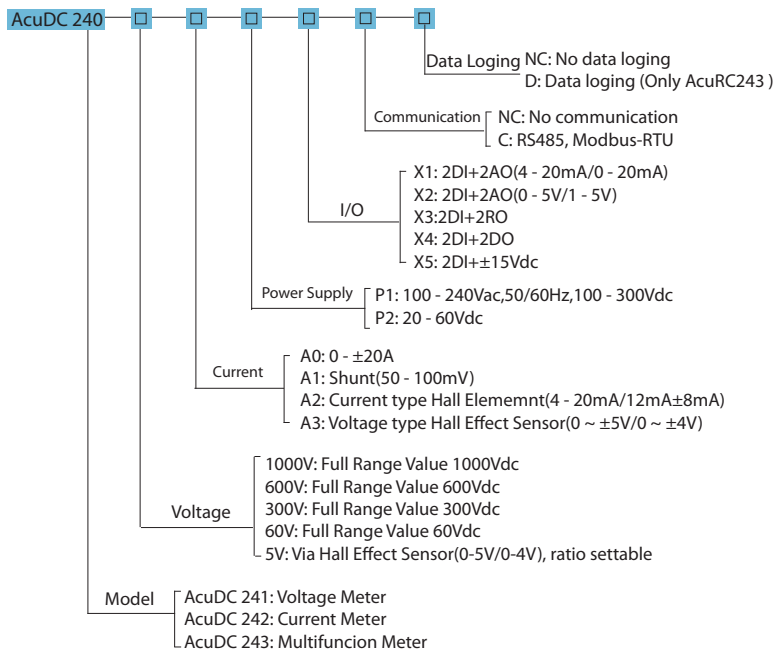 AcuDC 240
Data Loging
NC: No data loging
D: Data loging (Only AcuRC243 )
Communication
NC: No communication
C: RS485, Modbus-RTU
I/O
X1: 2DI+2AO(4 - 20mA/0 - 20mA)
X2: 2DI+2AO(0 - 5V/1 - 5V)
X3:2DI+2RO
X4: 2DI+2DO
X5: 2DI+±15Vdc
Power Supply
P1: 100 - 240Vac,50/60Hz,100 - 300Vdc
P2: 20 - 60Vdc
Current
A0: 0 - ±20A
A1: Shunt(50 - 100mV)
A2: Current type Hall Elememnt(4 - 20mA/12mA±8mA)
A3: Voltage type Hall Effect Sensor(0 ~ ±5V/0 ~ ±4V)
Voltage
1000V: Full Range Value 1000Vdc
600V: Full Range Value 600Vdc
300V: Full Range Value 300Vdc
60V: Full Range Value 60Vdc
5V: Via Hall Effect Sensor(0-5V/0-4V), ratio settable
Model
AcuDC 241: Voltage Meter
AcuDC 242: Current Meter
AcuDC 243: Multifuncion Meter